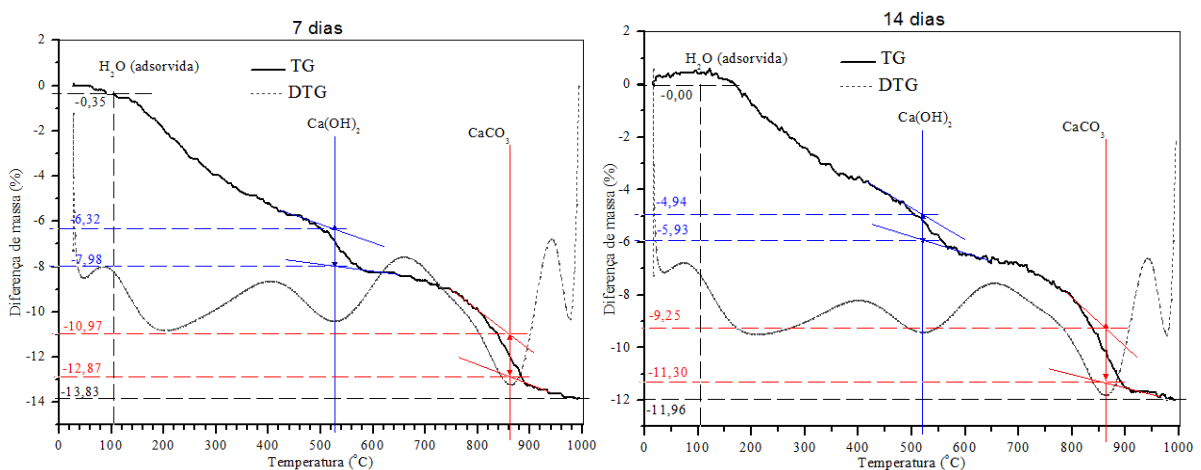 7 dias
H₂O (adsorvida)
TG
DTG
Ca(OH)₂
CaCO₃
-0,35
-6,32
-7,98
-10,97
-12,87
-13,83
2
0
-2
-4
-6
-8
-10
-12
-14
Diferença de massa (%)
0 100 200 300 400 500 600 700 800 900 1000
Temperatura (°C)
14 dias
H₂O (adsorvida)
TG
DTG
Ca(OH)₂
CaCO₃
-0,00
-4,94
-5,93
-9,25
-11,30
-11,96
2
0
-2
-4
-6
-8
-10
-12
Diferença de massa (%)
0 100 200 300 400 500 600 700 800 900 1000
Temperatura (°C)